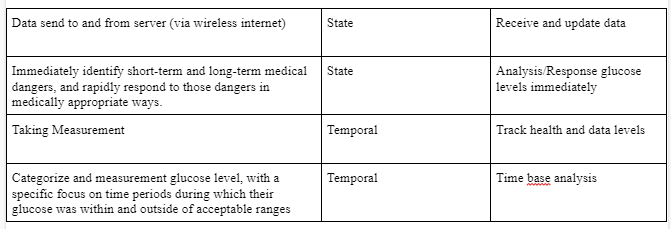 Data send to and from server (via wireless internet) State Receive and update data
Immediately identify short-term and long-term medical State Analysis/Response glucose
dangers, and rapidly respond to those dangers in levels immediately
medically appropriate ways.
Taking Measurement Temporal Track health and data levels
Categorize and measurement glucose level, with a Temporal Time base analysis
specific focus on time periods during which their
glucose was within and outside of acceptable ranges